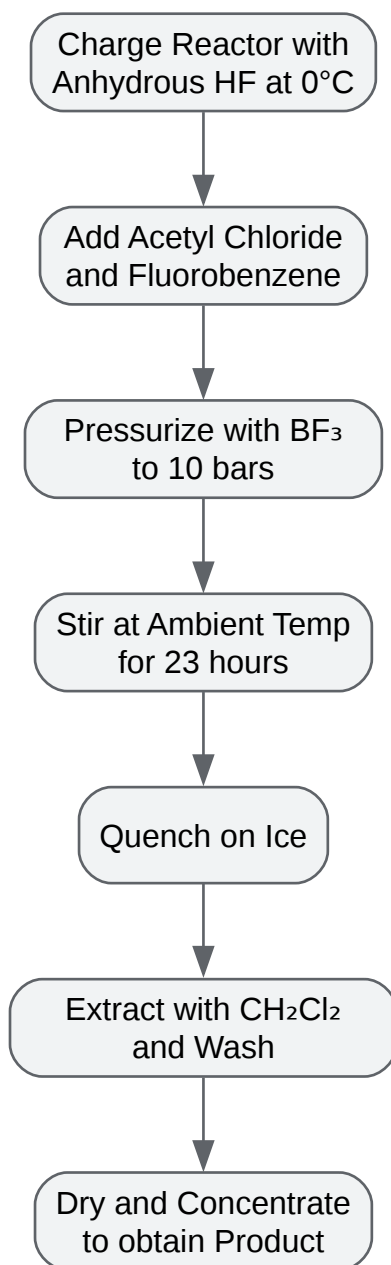 Charge Reactor with
Anhydrous HF at 0°C
Add Acetyl Chloride
and Fluorobenzene
Pressurize with BF₃
to 10 bars
Stir at Ambient Temp
for 23 hours
Quench on Ice
Extract with CH₂Cl₂
and Wash
Dry and Concentrate
to obtain Product